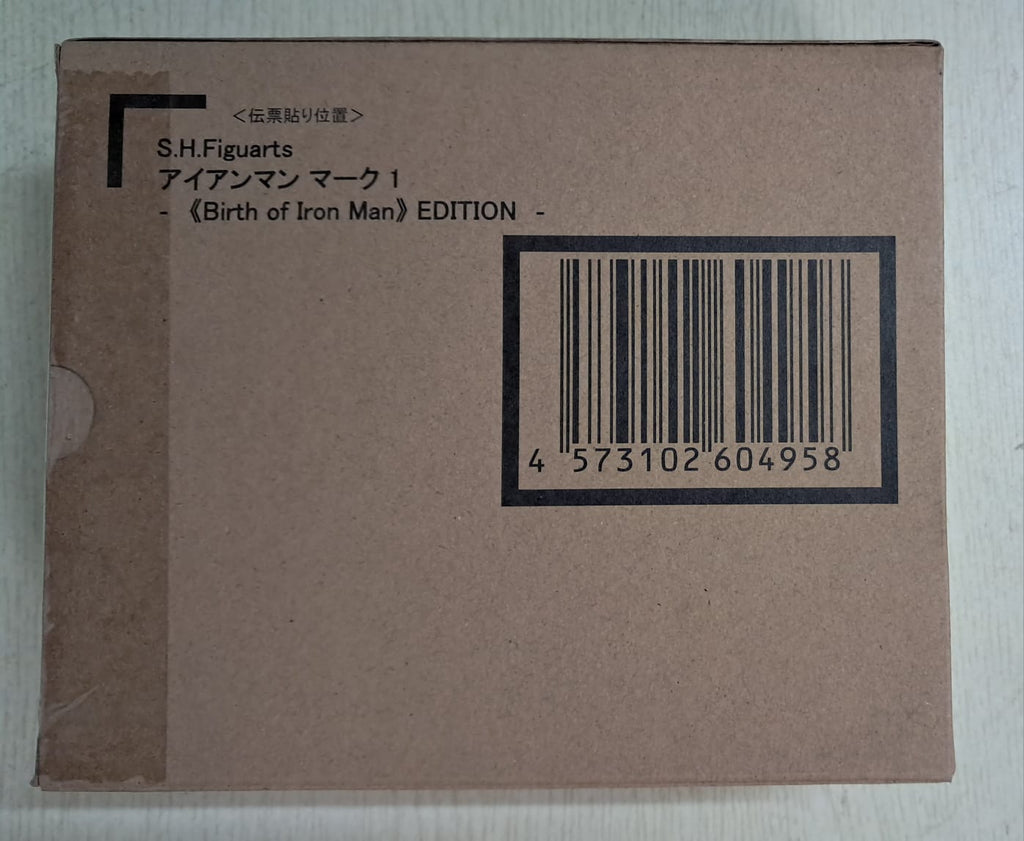 ＜伝票貼り位置＞
S.H.Figuarts
アイアンマン マーク 1
- 《Birth of Iron Man》 EDITION -
4 573102 604958